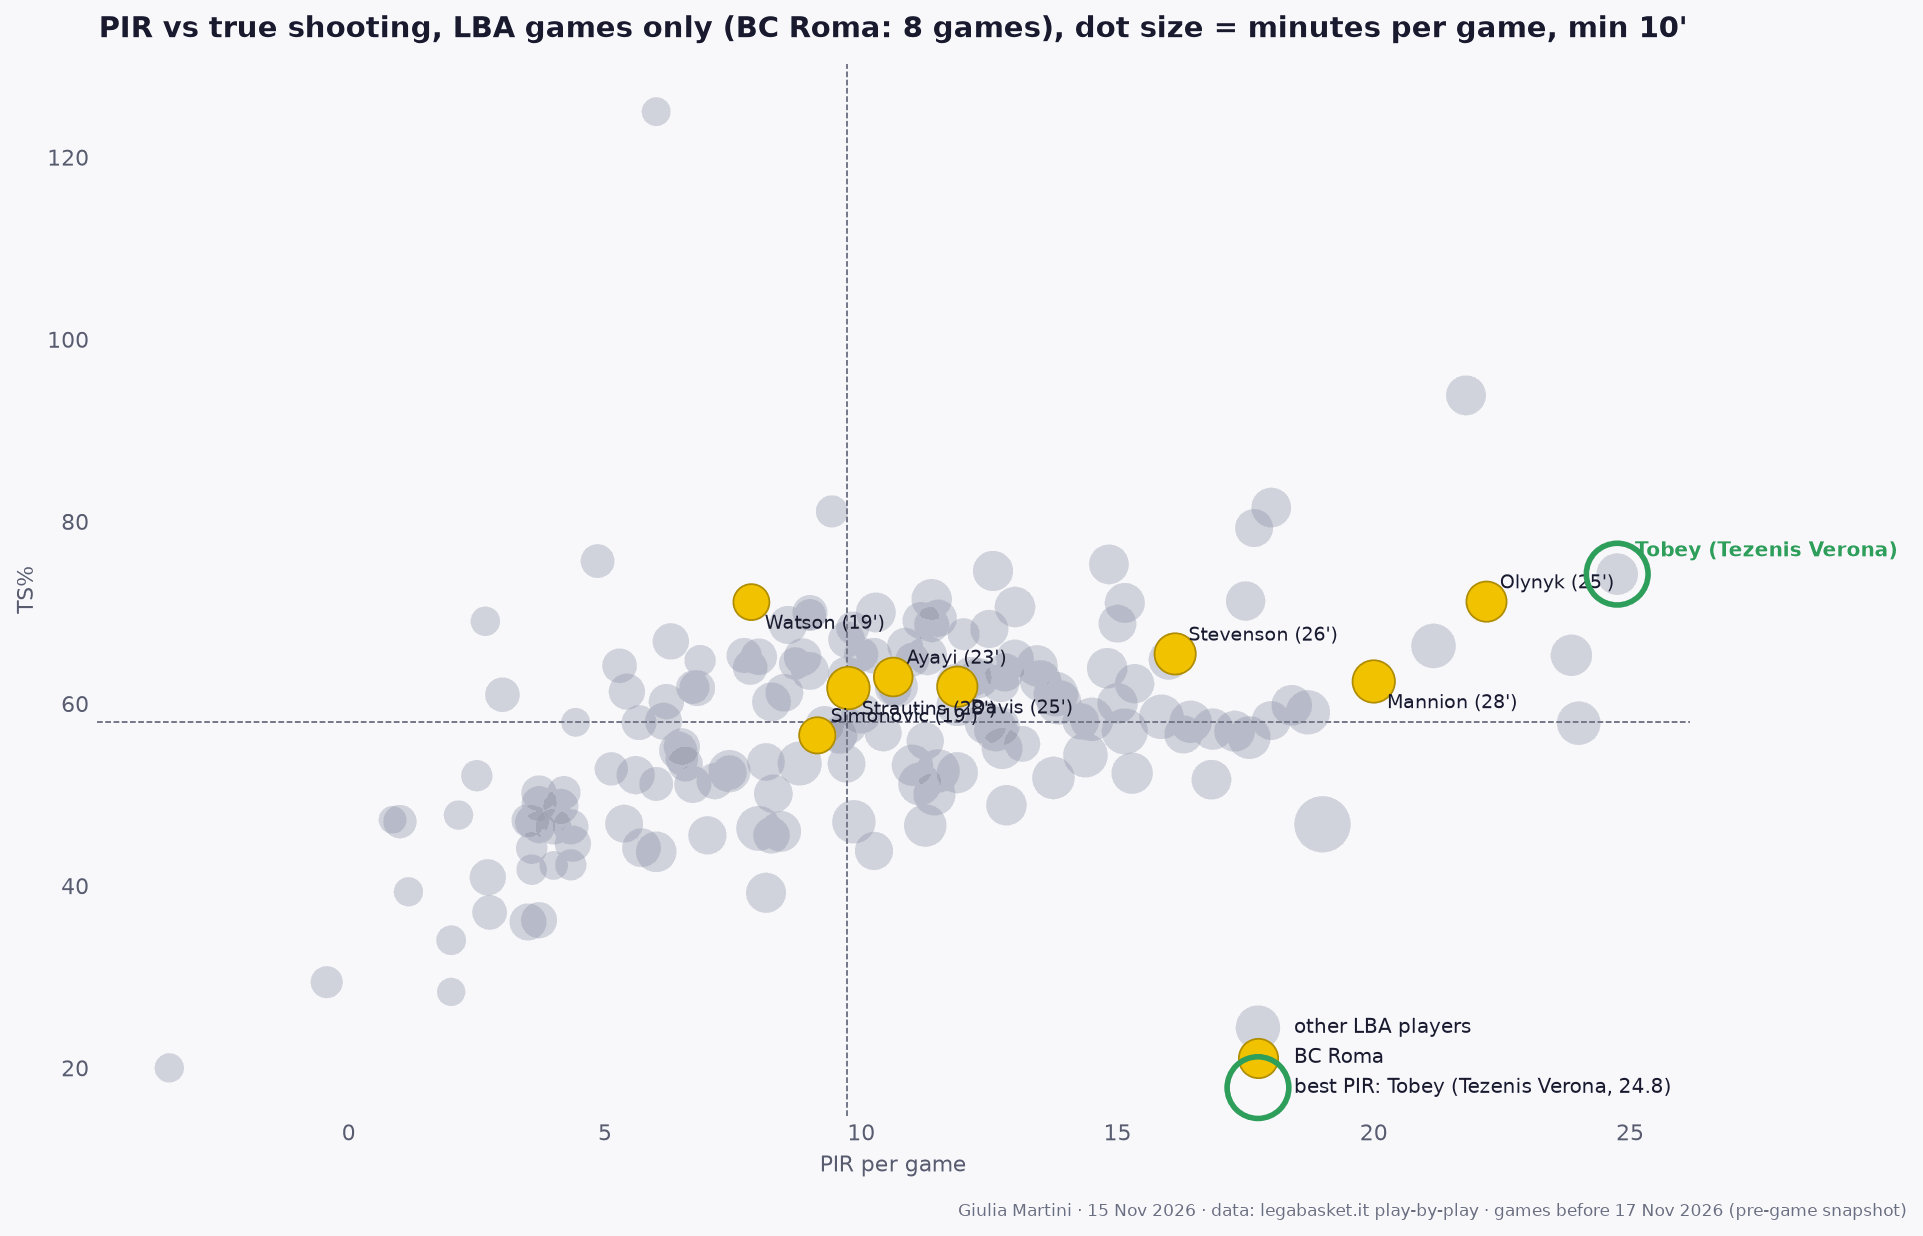 PIR vs true shooting, LBA games only (BC Roma: 8 games), dot size = minutes per game, min 10'
120
100
80
60
40
20
TS%
Tobey (Tezenis Verona)
Olynyk (25')
Watson (19')
Stevenson (26')
Ayayi (23')
Mannion (28')
Strautins (28')
Davis (25')
Simonovic (19')
other LBA players
BC Roma
best PIR: Tobey (Tezenis Verona, 24.8)
0
5
10
15
20
25
PIR per game
Giulia Martini · 15 Nov 2026 · data: legabasket.it play-by-play · games before 17 Nov 2026 (pre-game snapshot)